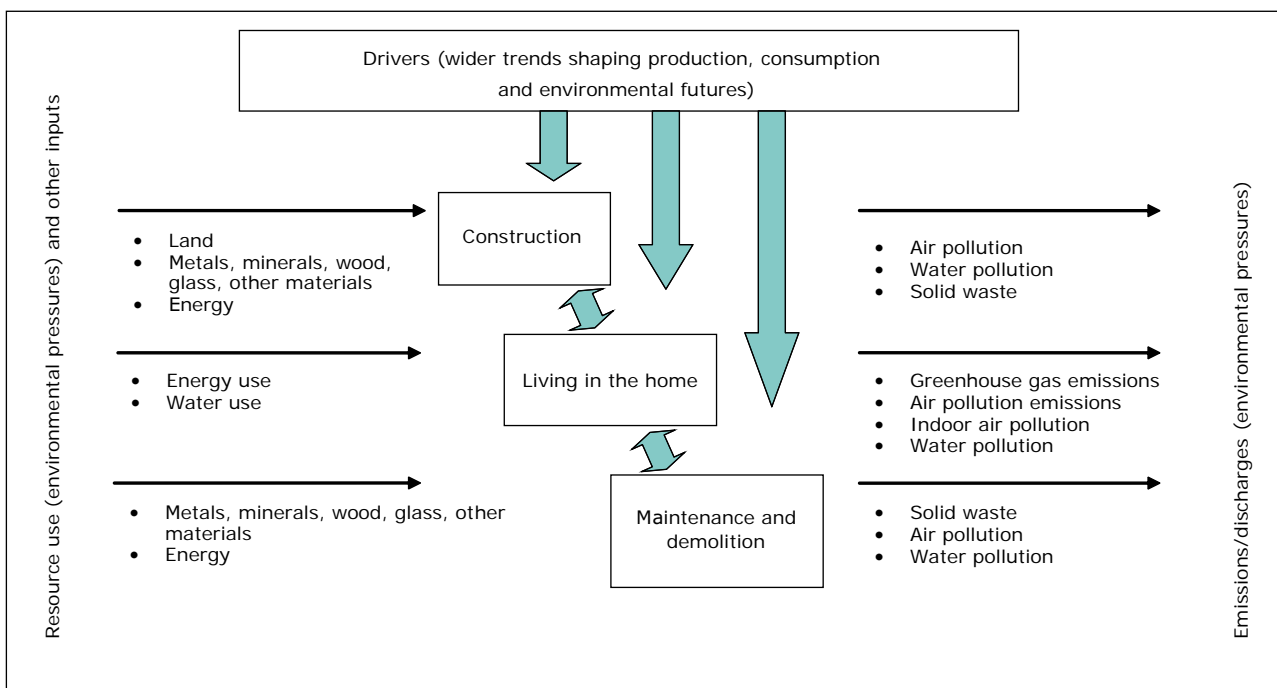 Drivers (wider trends shaping production, consumption
and environmental futures)
Resource use (environmental pressures) and other inputs
• Land
• Metals, minerals, wood,
glass, other materials
• Energy
Construction
• Air pollution
• Water pollution
• Solid waste
• Energy use
• Water use
Living in the home
• Greenhouse gas emissions
• Air pollution emissions
• Indoor air pollution
• Water pollution
• Metals, minerals, wood, glass, other
materials
• Energy
Maintenance and
demolition
• Solid waste
• Air pollution
• Water pollution
Emissions/discharges (environmental pressures)